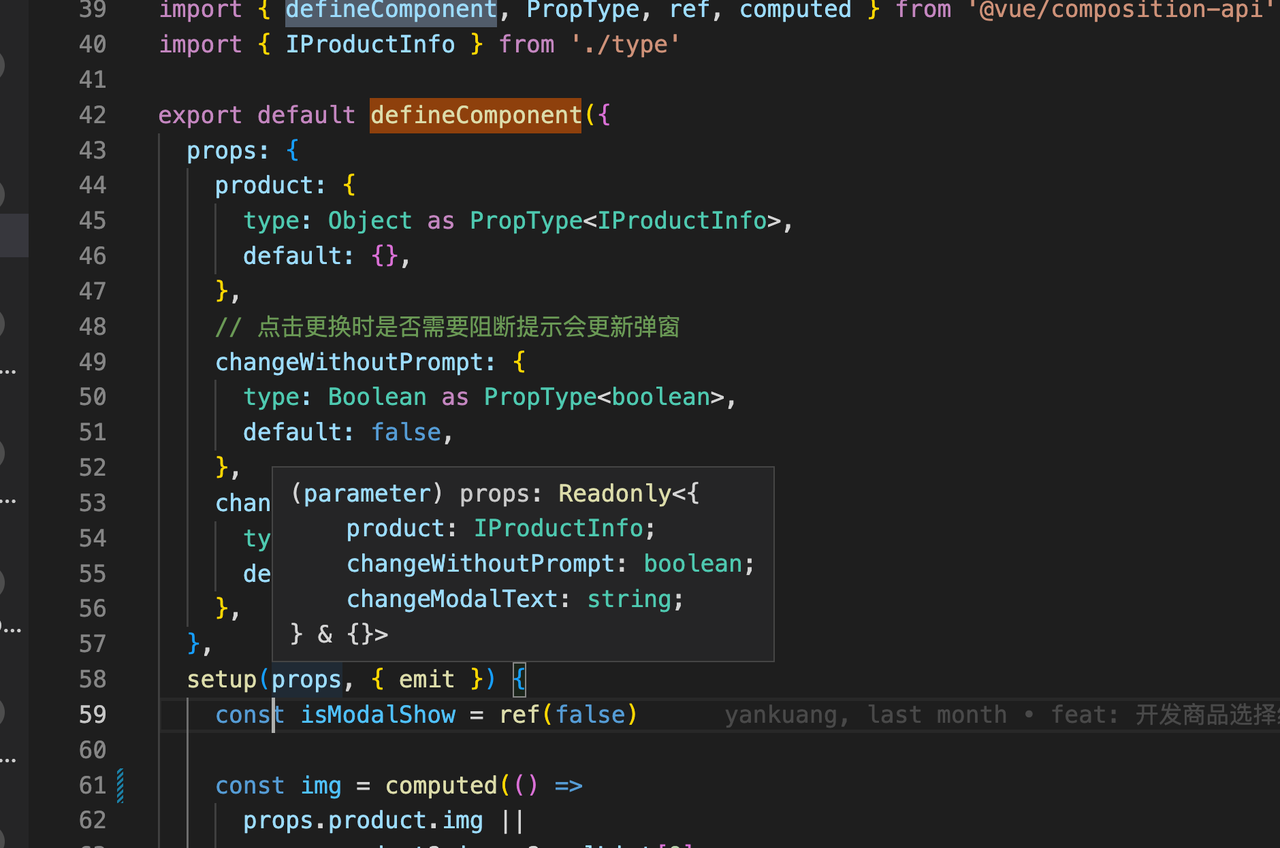 39 import { defineComponent, PropType, ref, computed } from '@vue/composition-api'
40 import { IProductInfo } from './type'
41
42 export default defineComponent({
43 props: {
44 product: {
45 type: Object as PropType<IProductInfo>,
46 default: {},
47 },
48 // 点击更换时是否需要阻断提示会更新弹窗
49 changeWithoutPrompt: {
50 type: Boolean as PropType<boolean>,
51 default: false,
52 },
(parameter) props: Readonly<{
53 chan
product: IProductInfo;
54 ty
changeWithoutPrompt: boolean;
55 de
changeModalText: string;
56 },
} & {}>
57 },
58 setup(props, { emit }) {
59 const isModalShow = ref(false) yankuang, last month • feat: 开发商品选择
60
61 const img = computed(() =>
62 props.product.img ||